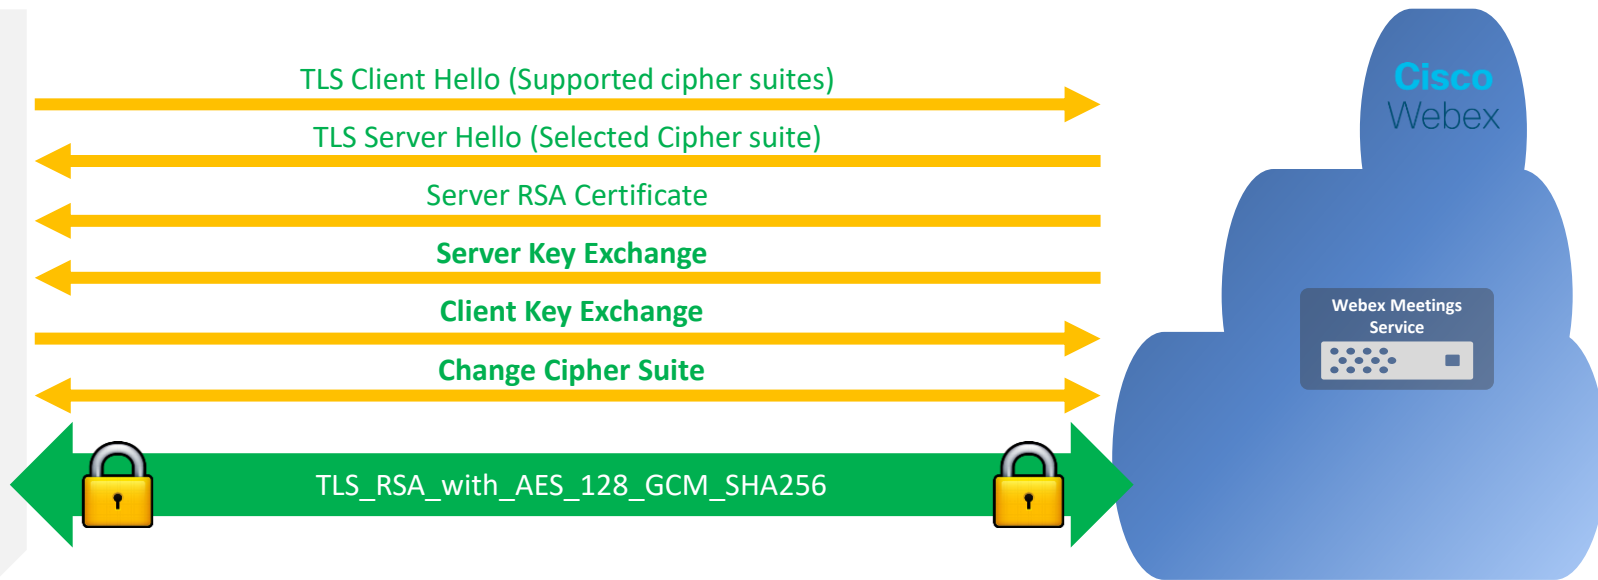 TLS Client Hello (Supported cipher suites)
TLS Server Hello (Selected Cipher suite)
Server RSA Certificate
Server Key Exchange
Client Key Exchange
Change Cipher Suite
TLS_RSA_with_AES_128_GCM_SHA256
Cisco
Webex
Webex Meetings
Service